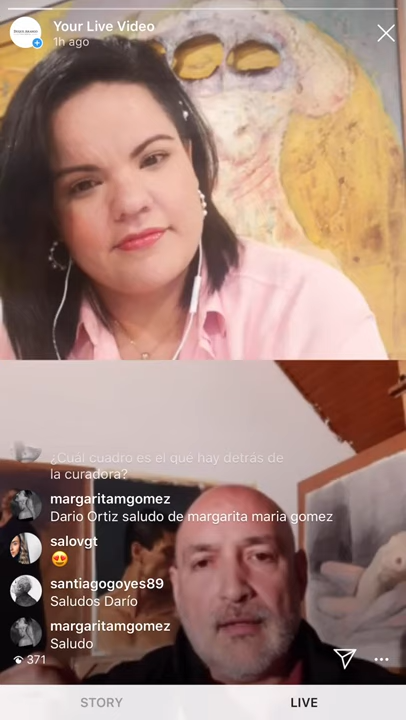 Your Live Video
1h ago
¿Cuál cuadro es el qué hay detrás de
la curadora?
margaritamgomez
Dario Ortiz saludo de margarita maria gomez
salovgt
😍
santiagogoyes89
Saludos Darío
margaritamgomez
Saludo
371
STORY
LIVE